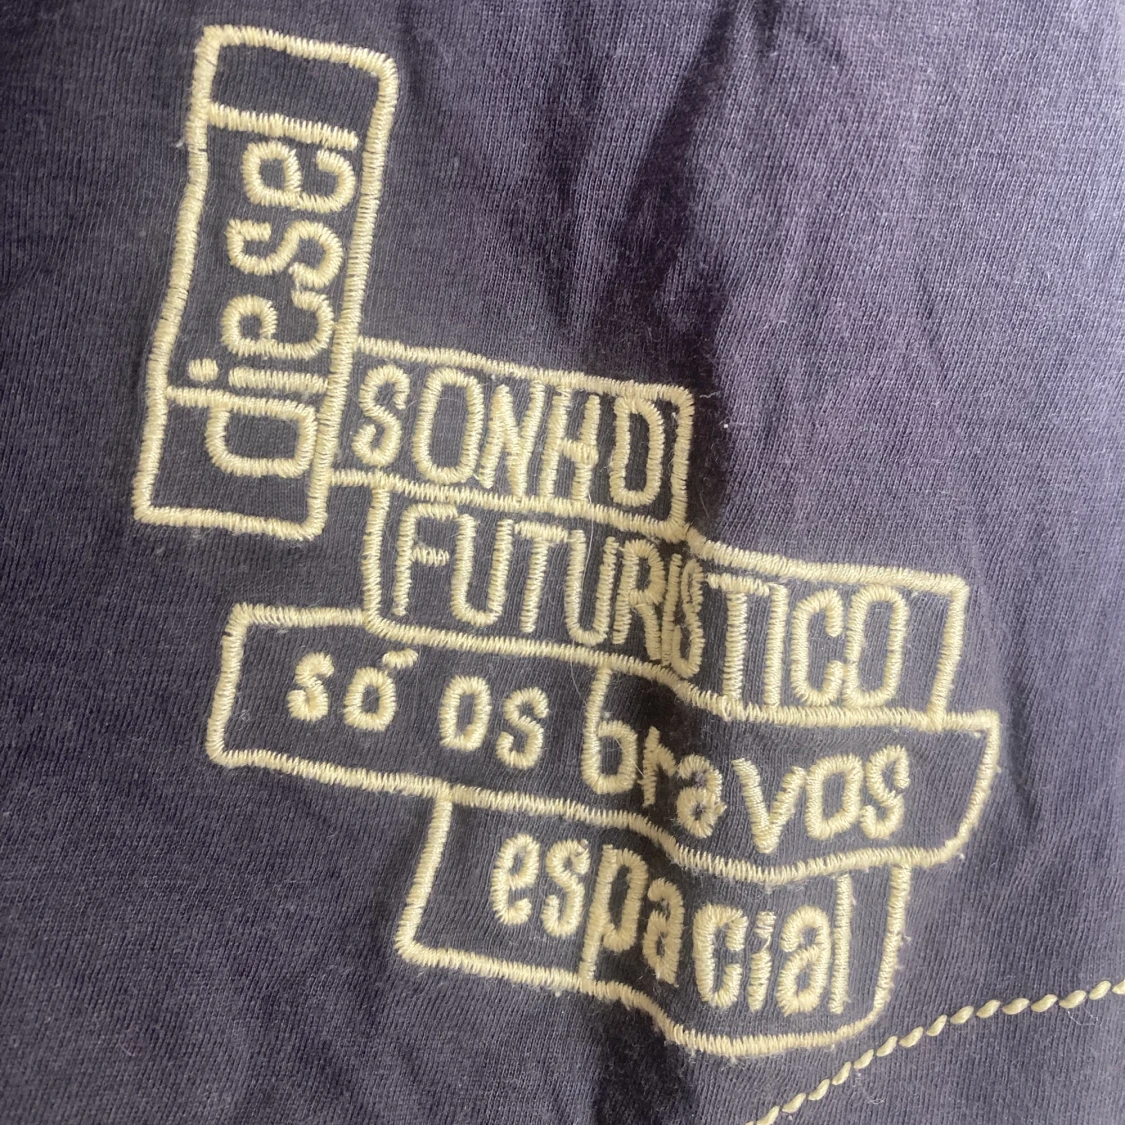 diesel
SONHO
FUTURISTICO
só os bravos
espacial